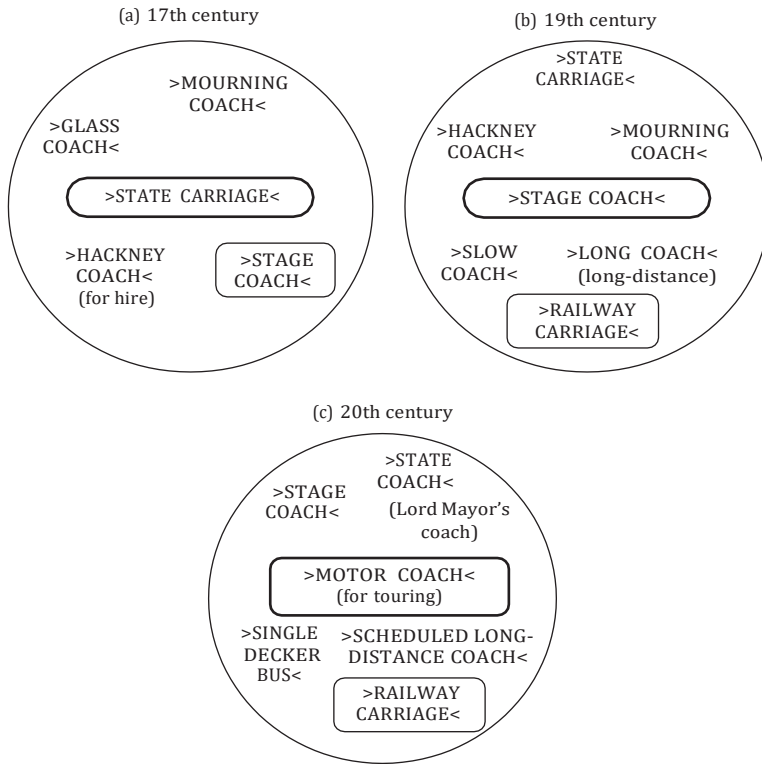 (a) 17th century
>MOURNING
COACH<
>GLASS
COACH<
>STATE CARRIAGE<
>HACKNEY
COACH<
(for hire)
>STAGE
COACH<
(b) 19th century
>STATE
CARRIAGE<
>HACKNEY
COACH<
>MOURNING
COACH<
>STAGE COACH<
>SLOW
COACH<
>LONG COACH<
(long-distance)
>RAILWAY
CARRIAGE<
(c) 20th century
>STATE
COACH<
(Lord Mayor’s
coach)
>STAGE
COACH<
>MOTOR COACH<
(for touring)
>SINGLE
DECKER
BUS<
>SCHEDULED LONG-
DISTANCE COACH<
>RAILWAY
CARRIAGE<